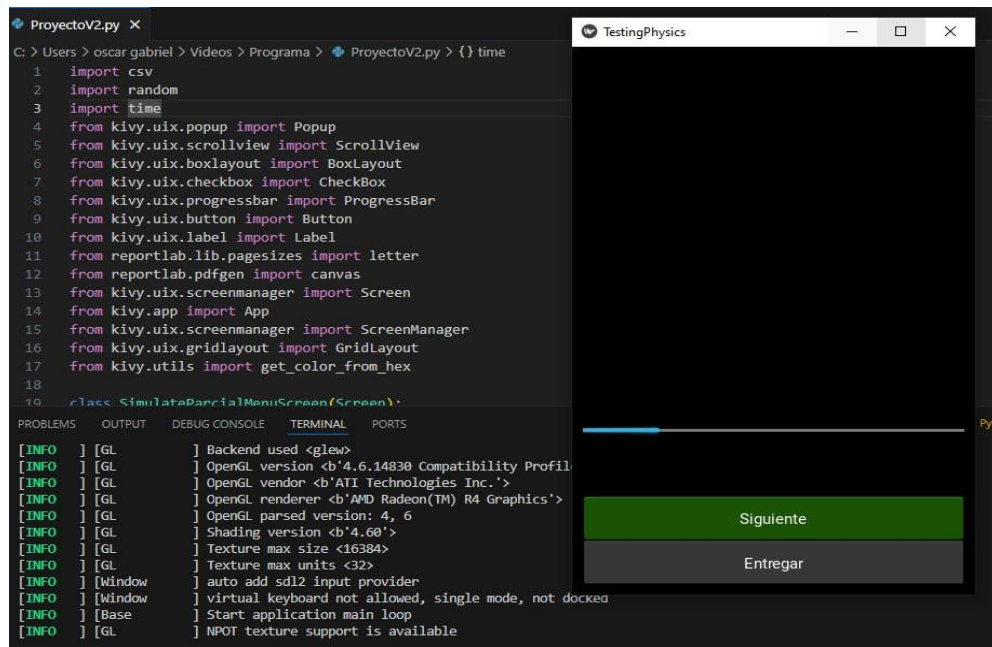 ProyectoV2.py
C: > Users > oscar gabriel > Videos > Programa > ProyectoV2.py > {} time
1 import csv
2 import random
3 import time
4 from kivy.uix.popup import Popup
5 from kivy.uix.scrollview import ScrollView
6 from kivy.uix.boxlayout import BoxLayout
7 from kivy.uix.checkbox import CheckBox
8 from kivy.uix.progressbar import ProgressBar
9 from kivy.uix.button import Button
10 from kivy.uix.label import Label
11 from reportlab.lib.pagesizes import letter
12 from reportlab.pdfgen import canvas
13 from kivy.uix.screenmanager import Screen
14 from kivy.app import App
15 from kivy.uix.screenmanager import ScreenManager
16 from kivy.uix.gridlayout import GridLayout
17 from kivy.utils import get_color_from_hex
18
19 class SimulateParcialMenuScreen(Screen):
PROBLEMS OUTPUT DEBUG CONSOLE TERMINAL PORTS
Py
[INFO ] [GL ] Backend used <glew>
[INFO ] [GL ] OpenGL version <b'4.6.14830 Compatibility Profil
[INFO ] [GL ] OpenGL vendor <b'ATI Technologies Inc.'>
[INFO ] [GL ] OpenGL renderer <b'AMD Radeon(TM) R4 Graphics'>
[INFO ] [GL ] OpenGL parsed version: 4, 6
[INFO ] [GL ] Shading version <b'4.60'>
[INFO ] [GL ] Texture max size <16384>
[INFO ] [GL ] Texture max units <32>
[INFO ] [Window ] auto add sdl2 input provider
[INFO ] [Window ] virtual keyboard not allowed, single mode, not docked
[INFO ] [Base ] Start application main loop
[INFO ] [GL ] NPOT texture support is available
TestingPhysics
Siguiente
Entregar